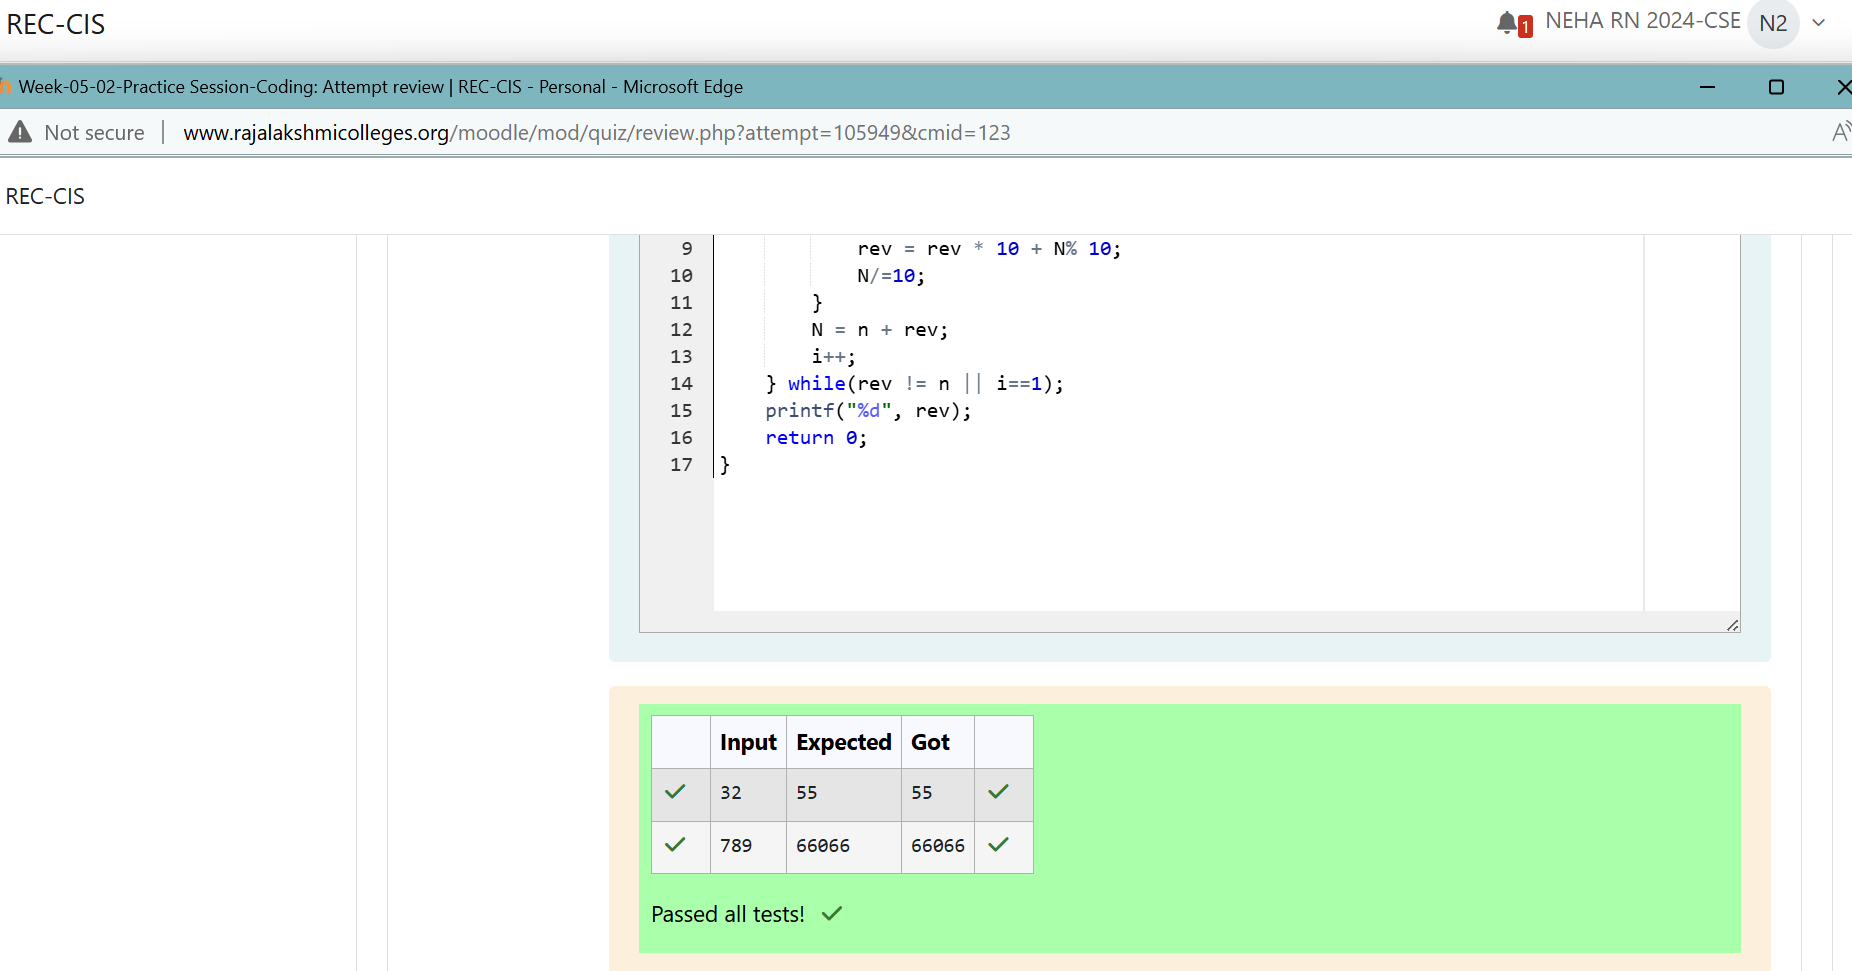 REC-CIS
1 NEHA RN 2024-CSE N2
Week-05-02-Practice Session-Coding: Attempt review | REC-CIS - Personal - Microsoft Edge
Not secure | www.rajalakshmicolleges.org/moodle/mod/quiz/review.php?attempt=105949&cmid=123
REC-CIS
9 rev = rev * 10 + N% 10;
10 N/=10;
11 }
12 N = n + rev;
13 i++;
14 } while(rev != n || i==1);
15 printf("%d", rev);
16 return 0;
17 }
Input Expected Got
32 55 55
789 66066 66066
Passed all tests!